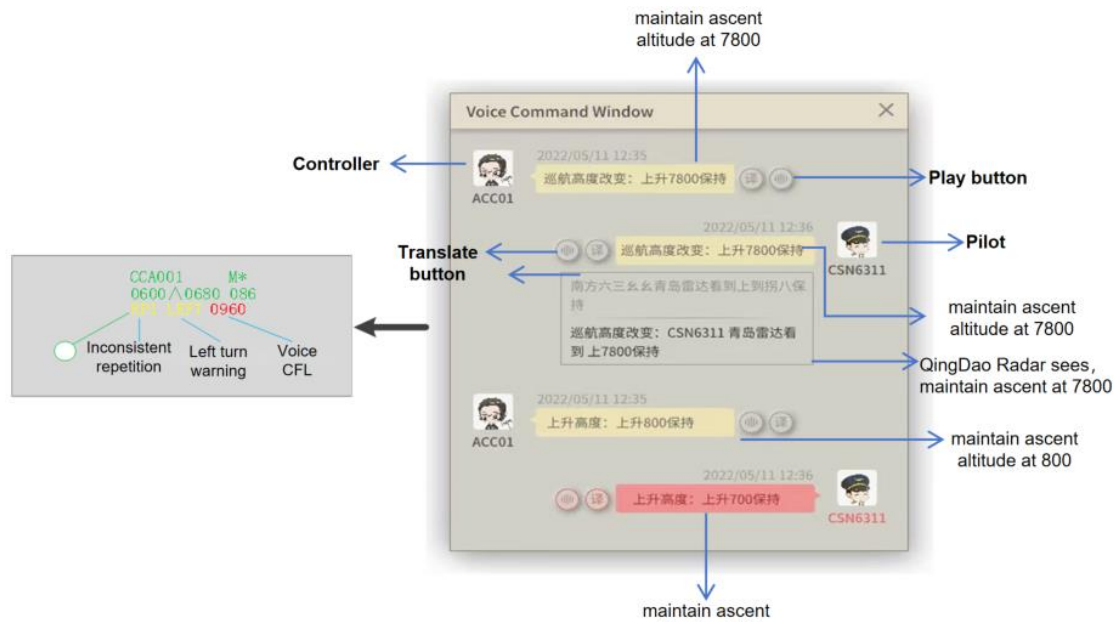 maintain ascent
altitude at 7800
Voice Command Window
Controller
2022/05/11 12:35
巡航高度改变：上升7800保持
译
Play button
ACC01
2022/05/11 12:36
Translate
button
译
巡航高度改变：上升7800保持
Pilot
CSN6311
南方六三幺幺青岛雷达看到上到拐八保
持
巡航高度改变：CSN6311 青岛雷达看
到 上7800保持
maintain ascent
altitude at 7800
QingDao Radar sees,
maintain ascent at 7800
CCA001 M*
0600∧0680 086
RPC LEFT 0960
Inconsistent
repetition
Left turn
warning
Voice
CFL
2022/05/11 12:35
上升高度：上升800保持
译
ACC01
maintain ascent
altitude at 800
2022/05/11 12:36
译
上升高度：上升700保持
CSN6311
maintain ascent